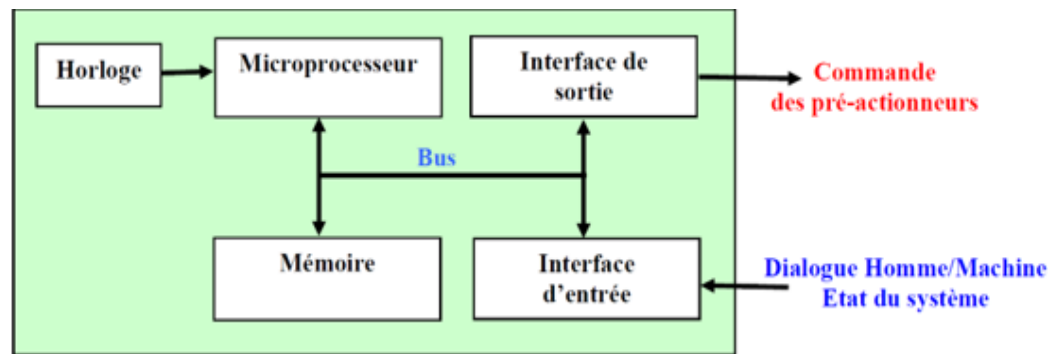 Horloge
Microprocesseur
Interface de
sortie
Commande
des pré-actionneurs
Bus
Mémoire
Interface
d'entrée
Dialogue Homme/Machine
Etat du système